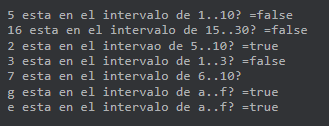 5 esta en el intervalo de 1..10? =false
16 esta en el intervalo de 15..30? =false
2 esta en el intervao de 5..10? =true
3 esta en el intervalo de 1..3? =false
7 esta en el intervalo de 6..10?
g esta en el intervalo de a..f? =true
e esta en el intervalo de a..f? =true